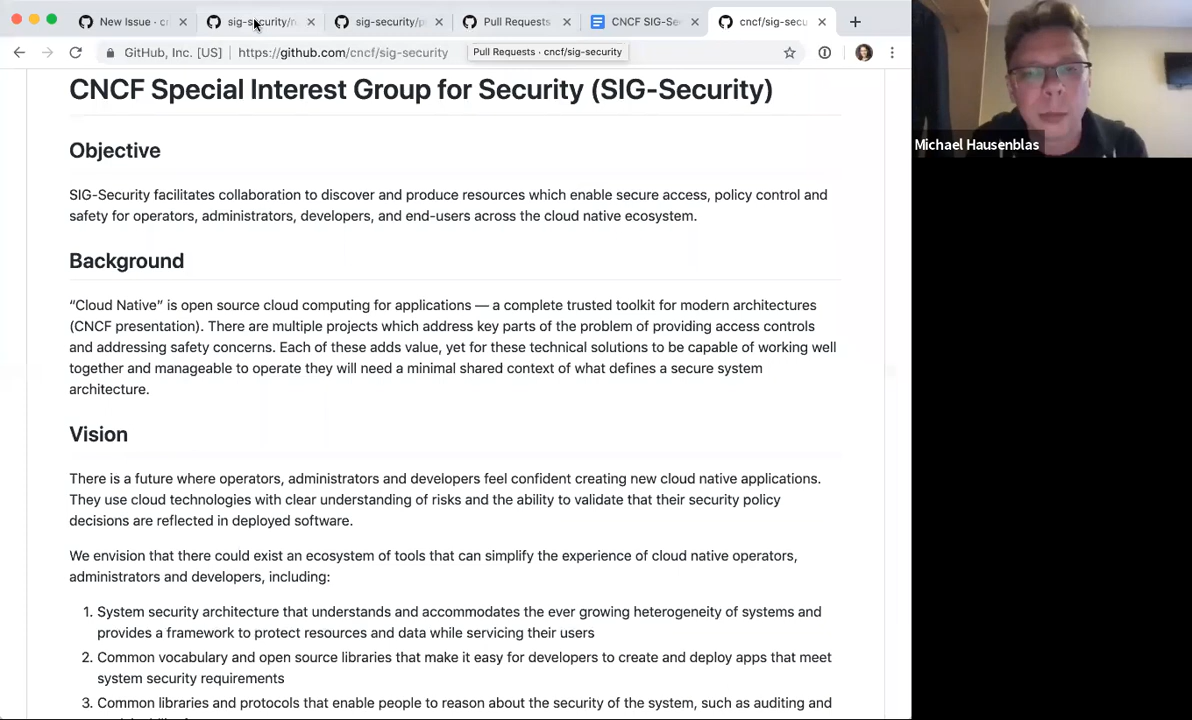 New Issue · c
sig-security/r
sig-security/p
Pull Requests
CNCF SIG-Se
cncf/sig-secu
GitHub, Inc. [US]
https://github.com/cncf/sig-security
Pull Requests · cncf/sig-security
Michael Hausenblas
CNCF Special Interest Group for Security (SIG-Security)
Objective
SIG-Security facilitates collaboration to discover and produce resources which enable secure access, policy control and
safety for operators, administrators, developers, and end-users across the cloud native ecosystem.
Background
“Cloud Native” is open source cloud computing for applications — a complete trusted toolkit for modern architectures
(CNCF presentation). There are multiple projects which address key parts of the problem of providing access controls
and addressing safety concerns. Each of these adds value, yet for these technical solutions to be capable of working well
together and manageable to operate they will need a minimal shared context of what defines a secure system
architecture.
Vision
There is a future where operators, administrators and developers feel confident creating new cloud native applications.
They use cloud technologies with clear understanding of risks and the ability to validate that their security policy
decisions are reflected in deployed software.
We envision that there could exist an ecosystem of tools that can simplify the experience of cloud native operators,
administrators and developers, including:
1. System security architecture that understands and accommodates the ever growing heterogeneity of systems and
provides a framework to protect resources and data while servicing their users
2. Common vocabulary and open source libraries that make it easy for developers to create and deploy apps that meet
system security requirements
3. Common libraries and protocols that enable people to reason about the security of the system, such as auditing and